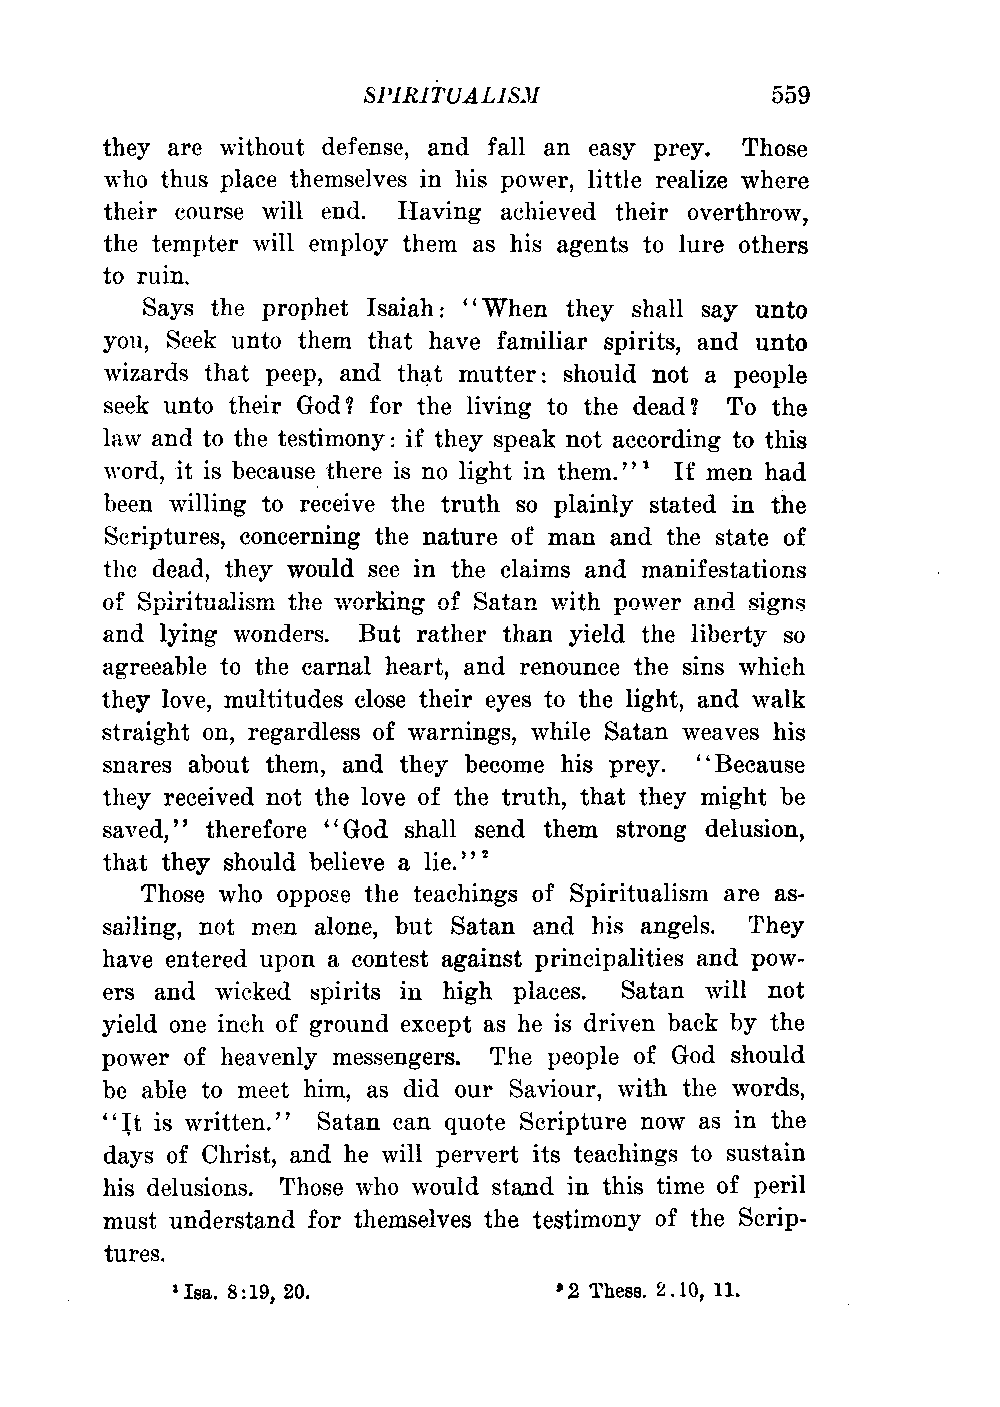 SPIRITUALISM 559
they are without defense, and fall an easy prey. Those
who thus place themselves in his power, little realize where
their course will end. Having achieved their overthrow,
the tempter will employ them as his agents to lure others
to ruin.
Says the prophet Isaiah: "When they shall say unto
you, Seek unto them that have familiar spirits, and unto
wizards that peep, and that mutter: should not a people
seek unto their God? for the living to the dead? To the
law and to the testimony: if they speak not according to this
word, it is because there is no light in them."¹ If men had
been willing to receive the truth so plainly stated in the
Scriptures, concerning the nature of man and the state of
the dead, they would see in the claims and manifestations
of Spiritualism the working of Satan with power and signs
and lying wonders. But rather than yield the liberty so
agreeable to the carnal heart, and renounce the sins which
they love, multitudes close their eyes to the light, and walk
straight on, regardless of warnings, while Satan weaves his
snares about them, and they become his prey. "Because
they received not the love of the truth, that they might be
saved," therefore "God shall send them strong delusion,
that they should believe a lie."²
Those who oppose the teachings of Spiritualism are as-
sailing, not men alone, but Satan and his angels. They
have entered upon a contest against principalities and pow-
ers and wicked spirits in high places. Satan will not
yield one inch of ground except as he is driven back by the
power of heavenly messengers. The people of God should
be able to meet him, as did our Saviour, with the words,
"It is written." Satan can quote Scripture now as in the
days of Christ, and he will pervert its teachings to sustain
his delusions. Those who would stand in this time of peril
must understand for themselves the testimony of the Scrip-
tures.
¹ Isa. 8:19, 20. ² 2 Thess. 2.10, 11.